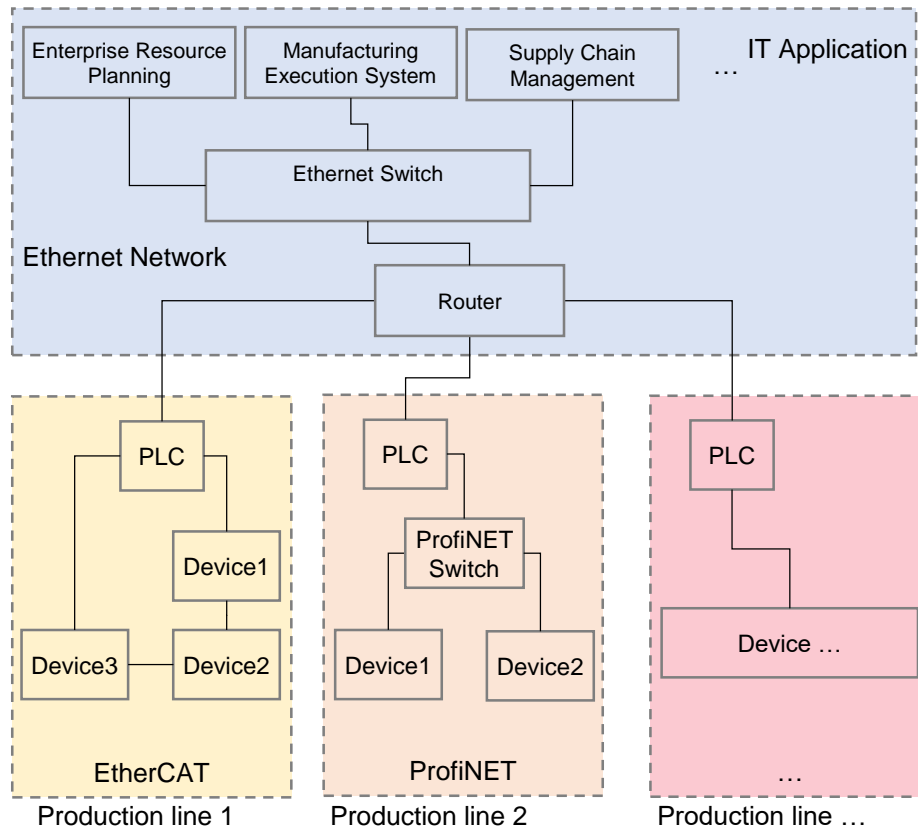 Enterprise Resource
Planning
Manufacturing
Execution System
Supply Chain
Management
…
IT Application
Ethernet Switch
Ethernet Network
Router
PLC
Device1
Device3
Device2
EtherCAT
Production line 1
PLC
ProfiNET
Switch
Device1
Device2
ProfiNET
Production line 2
PLC
Device …
…
Production line …